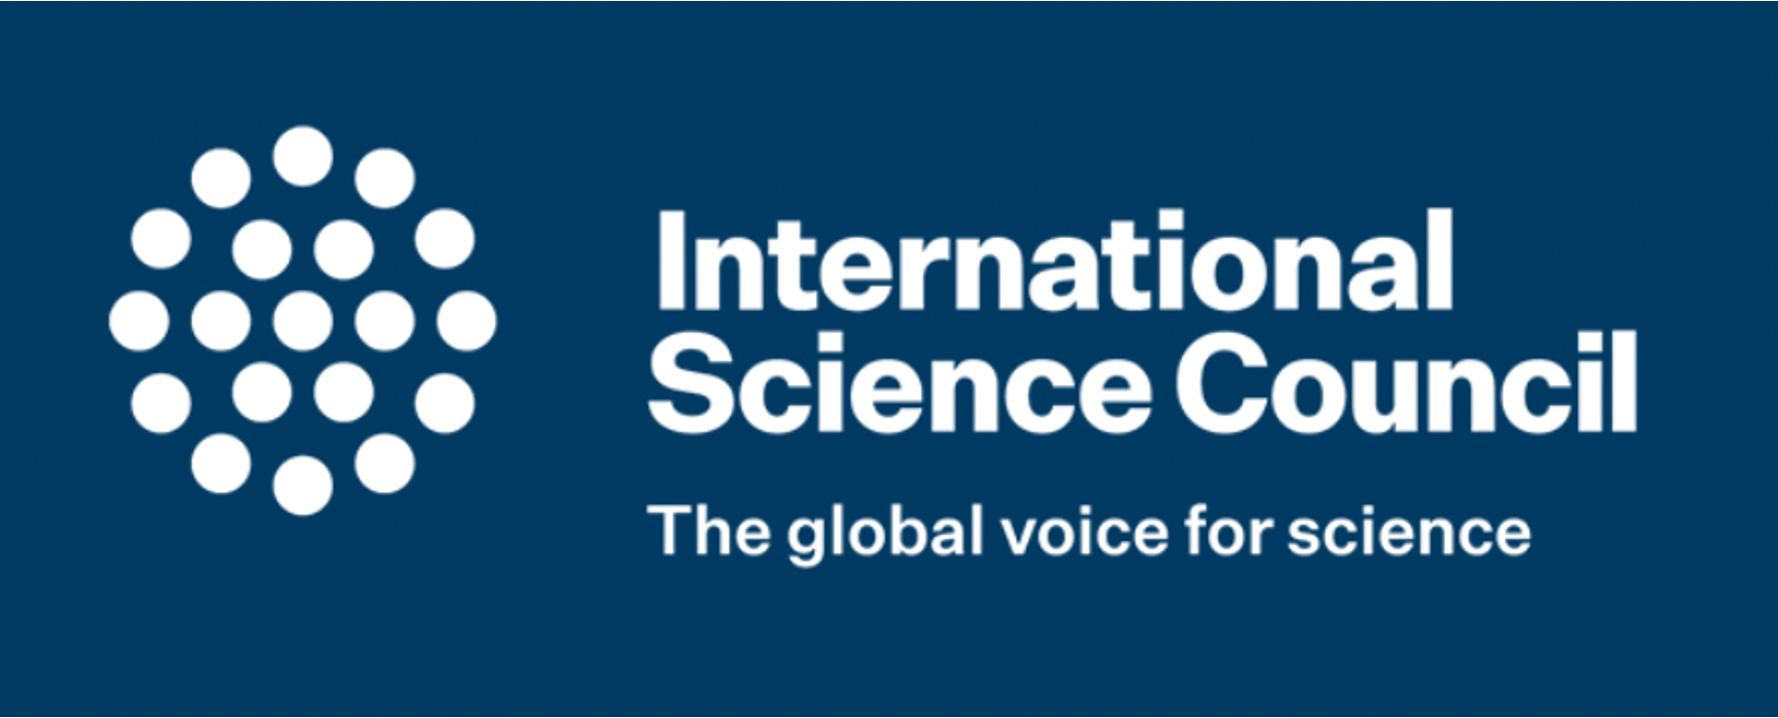 International
Science Council
The global voice for science